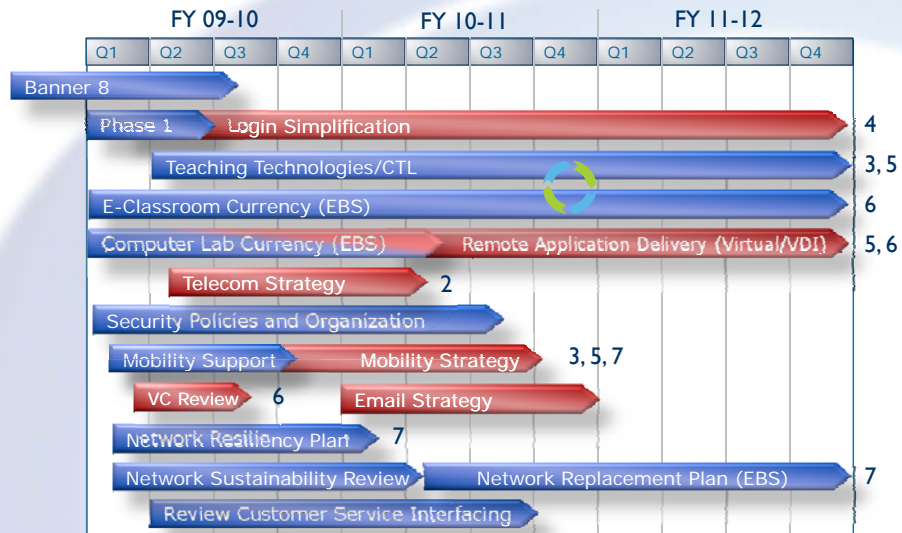 FY 09-10 FY 10-11 FY 11-12
Q1 Q2 Q3 Q4 Q1 Q2 Q3 Q4 Q1 Q2 Q3 Q4
Banner 8
Phase 1 Login Simplification 4
Teaching Technologies/CTL 3, 5
E-Classroom Currency (EBS) 6
Computer Lab Currency (EBS) Remote Application Delivery (Virtual/VDI) 5, 6
Telecom Strategy 2
Security Policies and Organization
Mobility Support Mobility Strategy 3, 5, 7
VC Review 6 Email Strategy
Network Resiliency Plan 7
Network Sustainability Review Network Replacement Plan (EBS) 7
Review Customer Service Interfacing